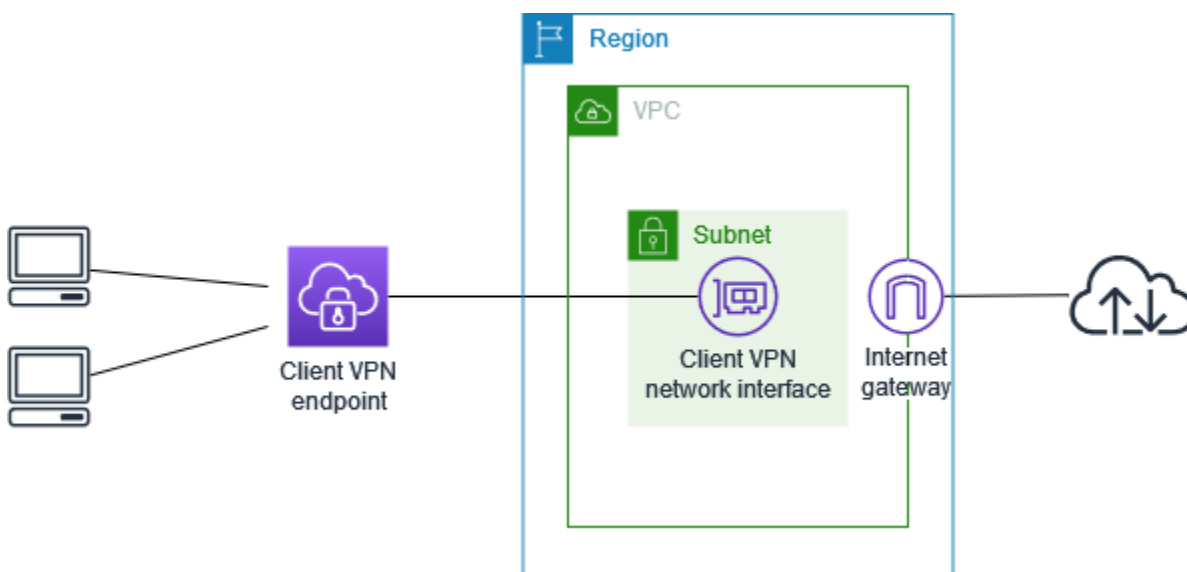 Region
VPC
Subnet
Client VPN
endpoint
Client VPN
network interface
Internet
gateway